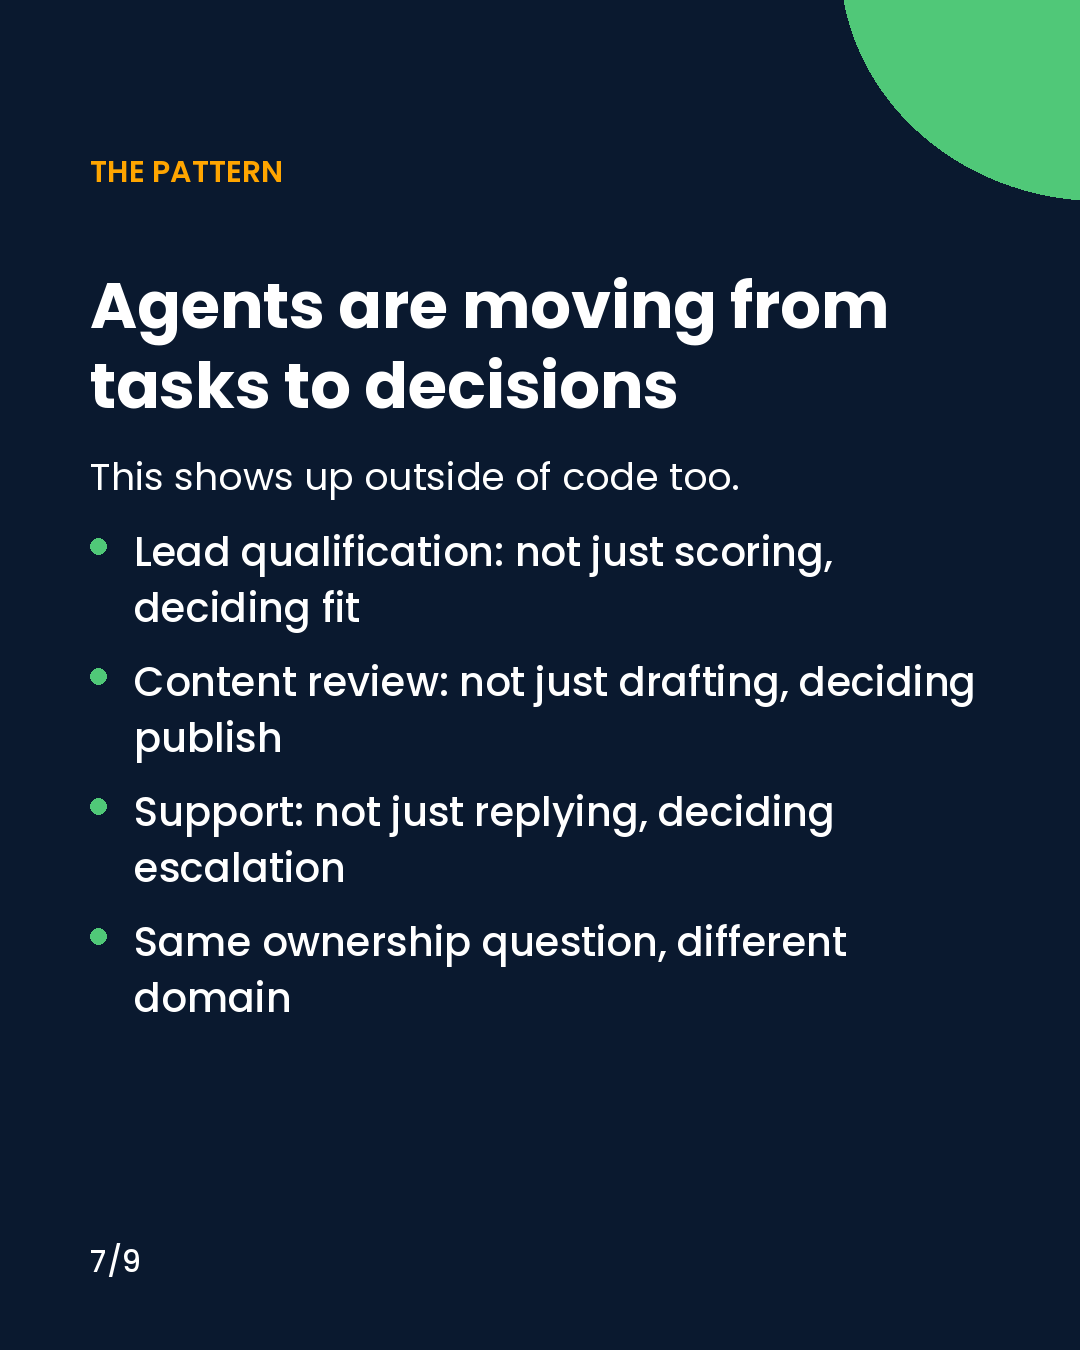 THE PATTERN
Agents are moving from
tasks to decisions
This shows up outside of code too.
Lead qualification: not just scoring,
deciding fit
Content review: not just drafting, deciding
publish
Support: not just replying, deciding
escalation
Same ownership question, different
domain
7/9